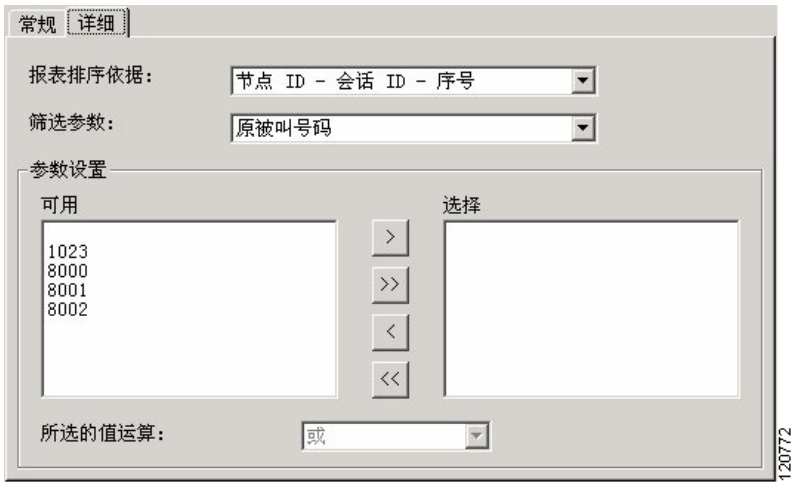 常规 详细
报表排序依据: 节点 ID - 会话 ID - 序号
筛选参数: 原被叫号码
参数设置
可用 选择
1023
8000
8001
8002
>
>>
<
<<
所选的值运算: 或
120772